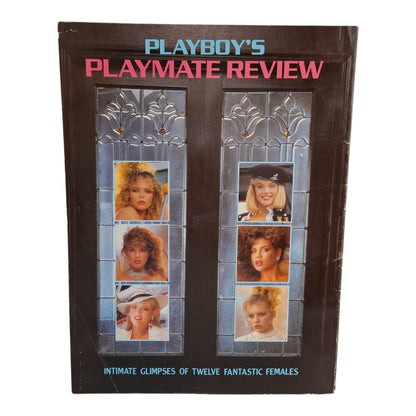 PLAYBOY'S
PLAYMATE REVIEW
INTIMATE GLIMPSES OF TWELVE FANTASTIC FEMALES